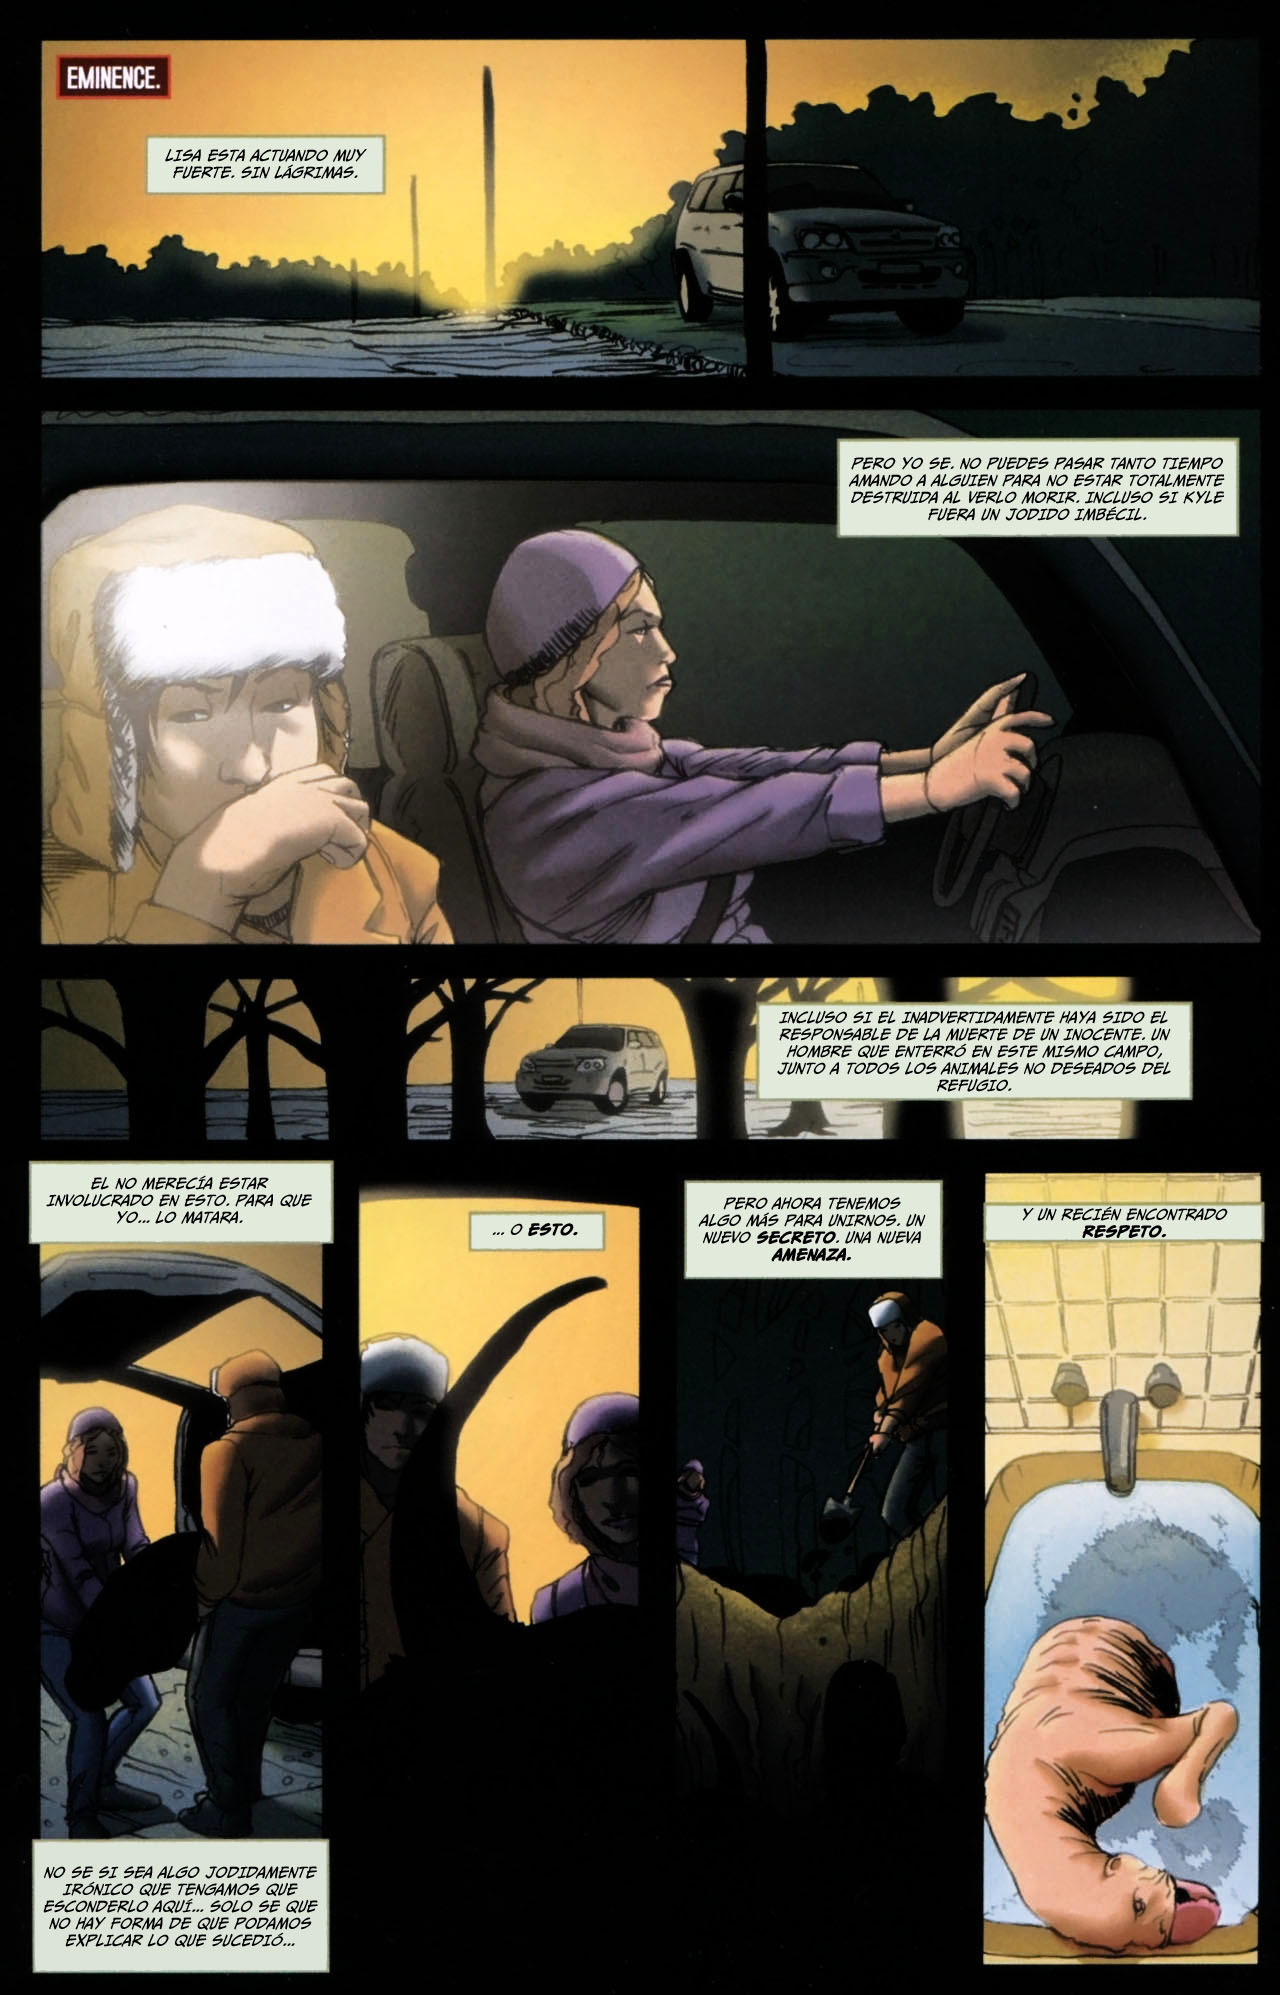 EMINENCE.
LISA ESTA ACTUANDO MUY
FUERTE. SIN LÁGRIMAS.
PERO YO SE. NO PUEDES PASAR TANTO TIEMPO
AMANDO A ALGUIEN PARA NO ESTAR TOTALMENTE
DESTRUIDA AL VERLO MORIR. INCLUSO SI KYLE
FUERA UN JODIDO IMBÉCIL.
INCLUSO SI EL INADVERTIDAMENTE HAYA SIDO EL
RESPONSABLE DE LA MUERTE DE UN INOCENTE. UN
HOMBRE QUE ENTERRÓ EN ESTE MISMO CAMPO,
JUNTO A TODOS LOS ANIMALES NO DESEADOS DEL
REFUGIO.
EL NO MERECÍA ESTAR
INVOLUCRADO EN ESTO. PARA QUE
YO... LO MATARA.
NO SE SI SEA ALGO JODIDAMENTE
IRÓNICO QUE TENGAMOS QUE
ESCONDERLO AQUÍ... SOLO SE QUE
NO HAY FORMA DE QUE PODAMOS
EXPLICAR LO QUE SUCEDIÓ...
... O ESTO.
PERO AHORA TENEMOS
ALGO MÁS PARA UNIRNOS. UN
NUEVO SECRETO. UNA NUEVA
AMENAZA.
Y UN RECIÉN ENCONTRADO
RESPETO.